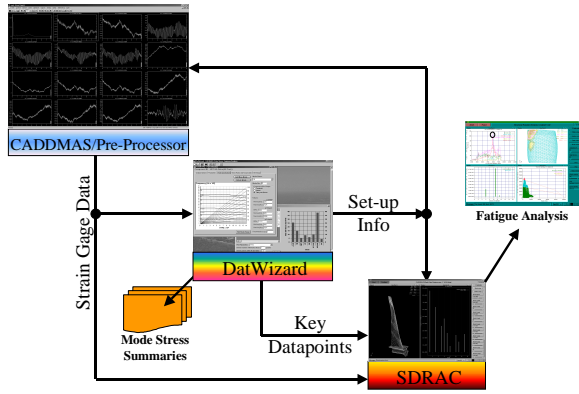 CADDMAS/Pre-Processor
Strain Gage Data
Set-up
Info
Fatigue Analysis
DatWizard
Mode Stress
Summaries
Key
Datapoints
SDRAC